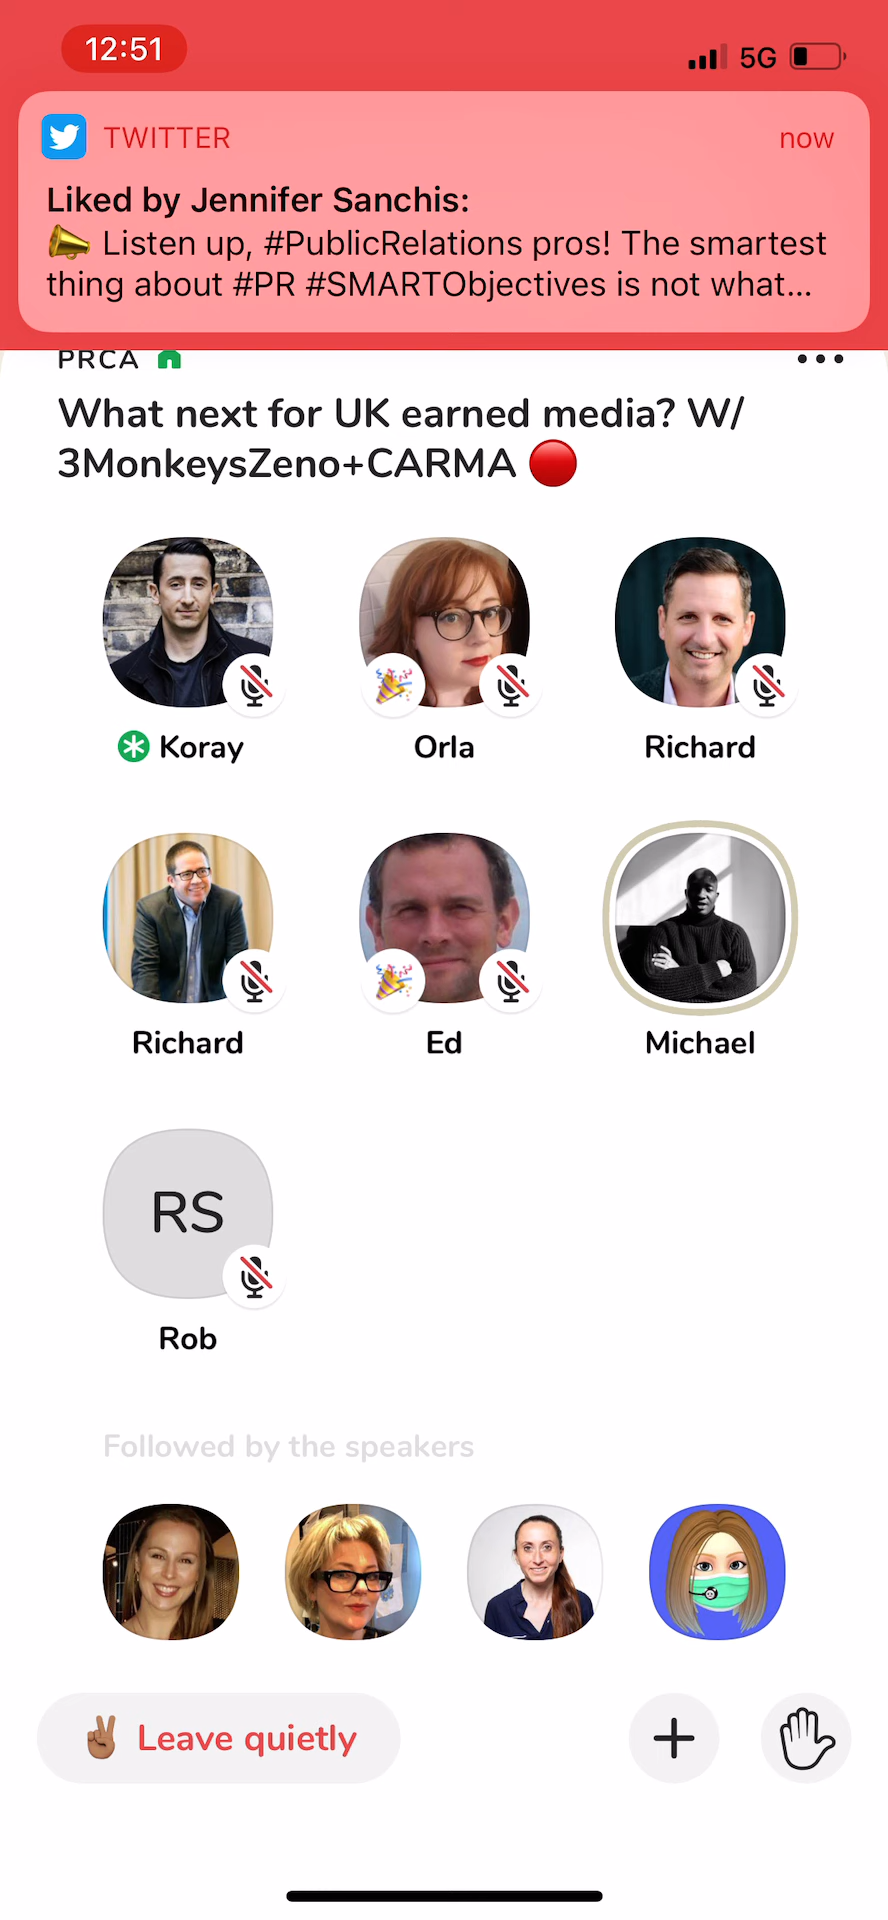 12:51
5G
TWITTER
now
Liked by Jennifer Sanchis:
📣 Listen up, #PublicRelations pros! The smartest
thing about #PR #SMARTObjectives is not what...
PRCA
What next for UK earned media? W/
3MonkeysZeno+CARMA 🔴
Koray
Orla
Richard
Richard
Ed
Michael
RS
Rob
Followed by the speakers
✌🏾 Leave quietly